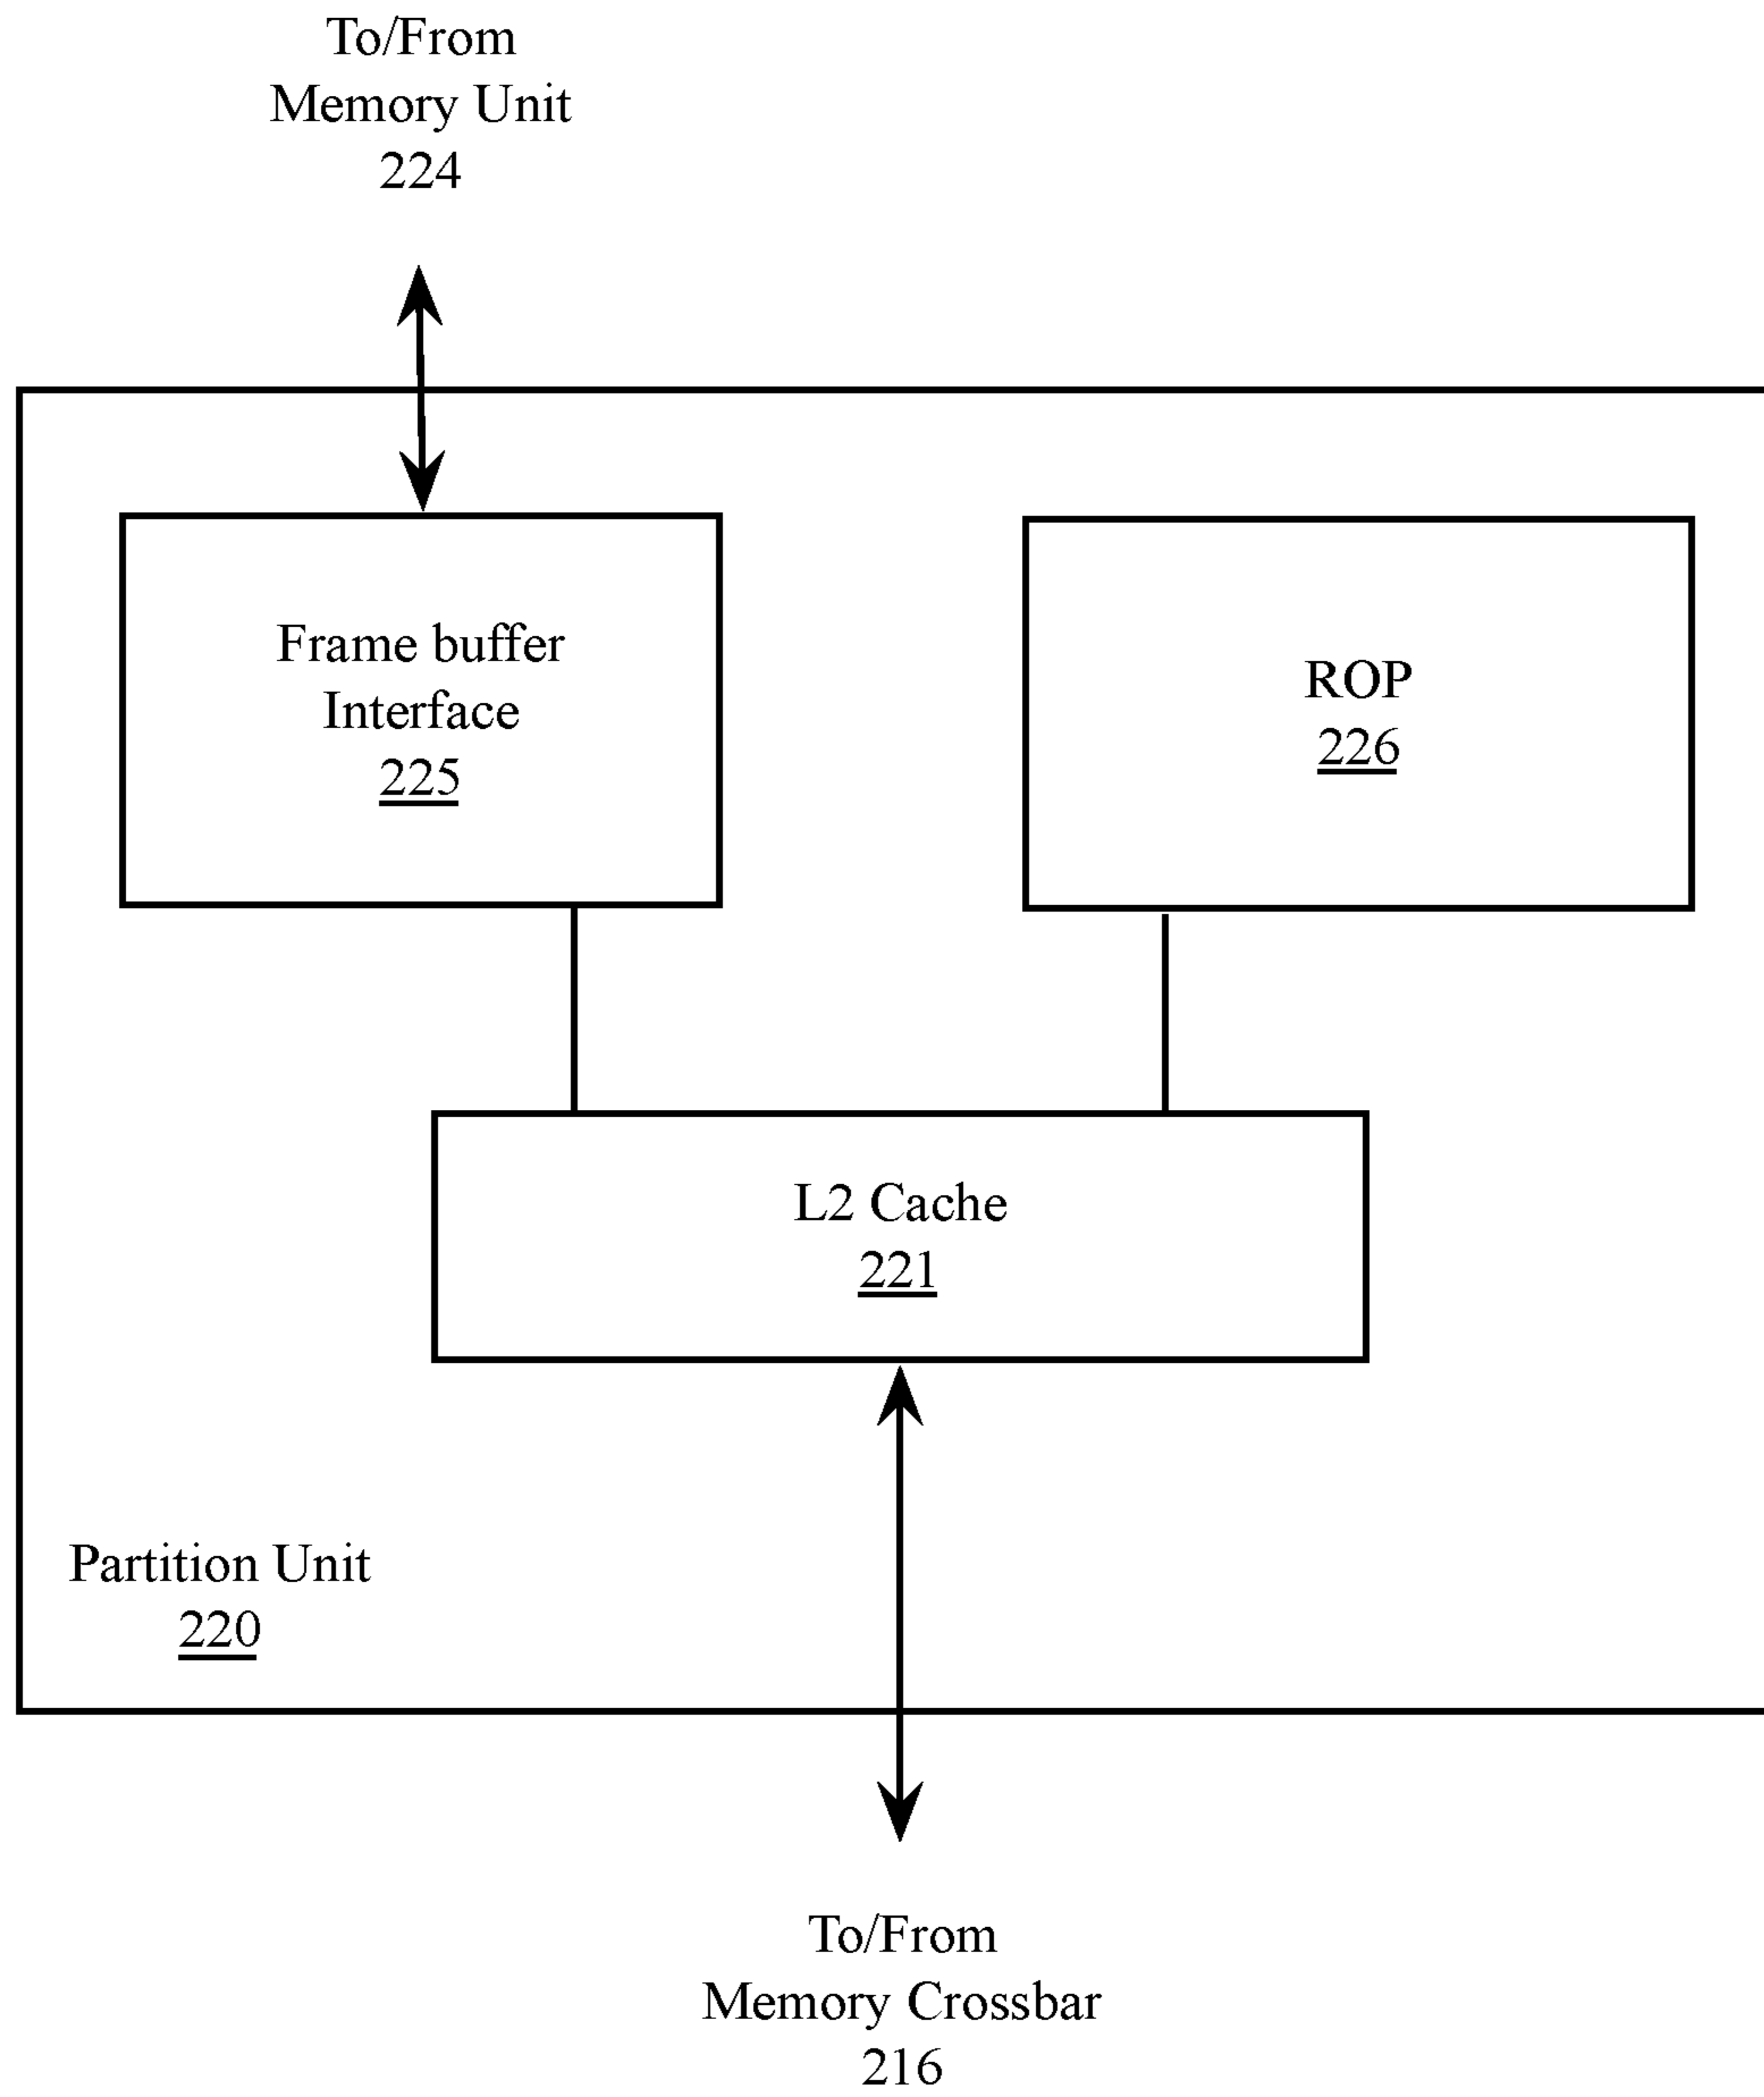 To/From
Memory Unit
224
Frame buffer
Interface
225
ROP
226
L2 Cache
221
Partition Unit
220
To/From
Memory Crossbar
216